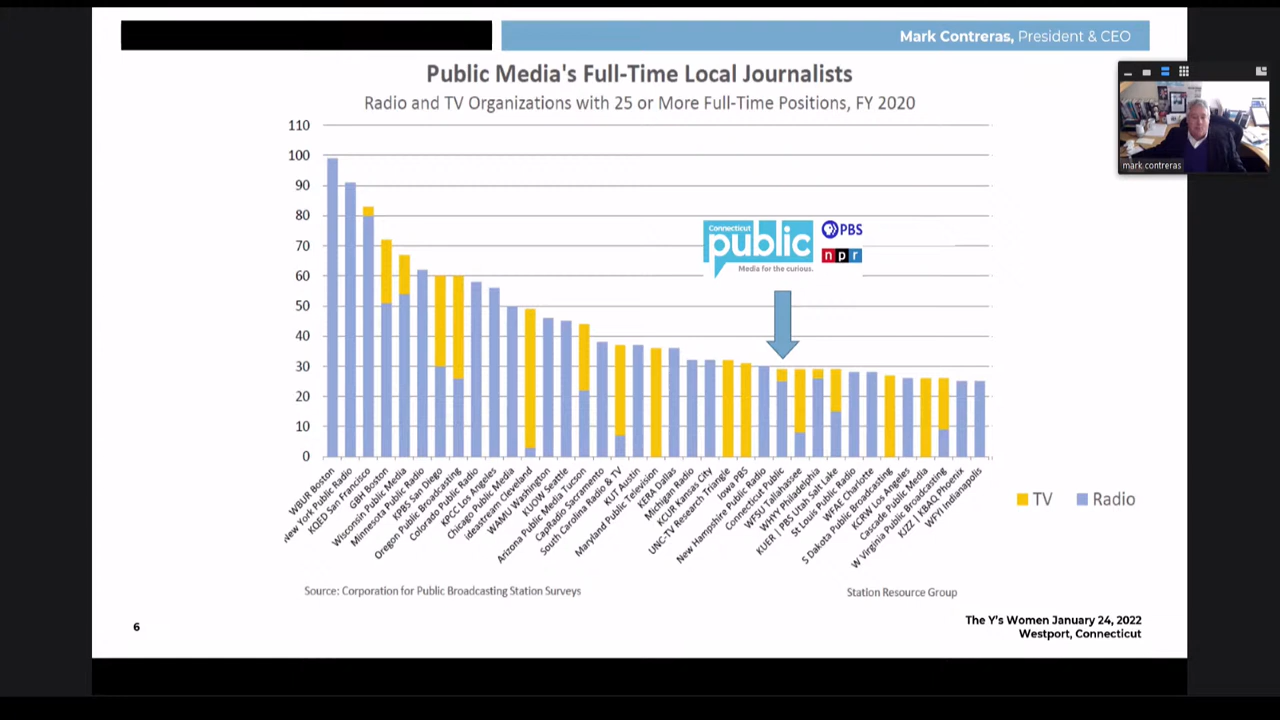 Mark Contreras, President & CEO
Public Media's Full-Time Local Journalists
Radio and TV Organizations with 25 or More Full-Time Positions, FY 2020
mark contreras
110
100
90
80
70
60
50
40
30
20
10
0
Connecticut
public
Media for the curious.
PBS
npr
WBUR Boston
New York Public Radio
KQED San Francisco
GBH Boston
Wisconsin Public Media
Minnesota Public Radio
KPBS San Diego
Oregon Public Broadcasting
Colorado Public Radio
KPCC Los Angeles
Chicago Public Media
ideastream Cleveland
WAMU Washington
KUOW Seattle
Arizona Public Media Tucson
CapRadio Sacramento
South Carolina Radio & TV
KUT Austin
Maryland Public Television
KERA Dallas
Michigan Radio
KCUR Kansas City
UNC-TV Research Triangle
Iowa PBS
New Hampshire Public Radio
Connecticut Public
WFSU Tallahassee
WHYY Philadelphia
KUER | PBS Utah Salt Lake
St Louis Public Radio
WFAE Charlotte
S Dakota Public Broadcasting
KCRW Los Angeles
Cascade Public Media
W Virginia Public Broadcasting
KJZZ | KBAQ Phoenix
WFYI Indianapolis
TV
Radio
Source: Corporation for Public Broadcasting Station Surveys
Station Resource Group
6
The Y's Women January 24, 2022
Westport, Connecticut